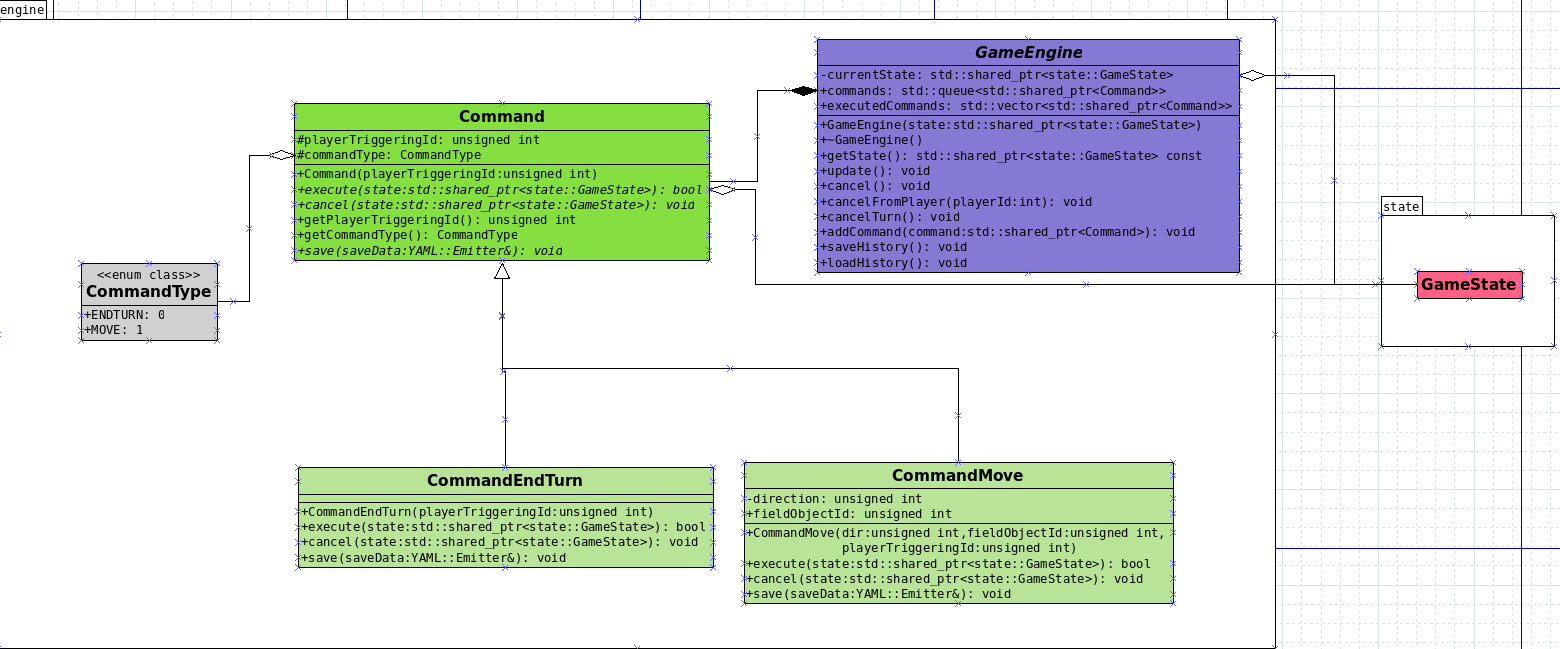 engine
GameEngine
-currentState: std::shared_ptr<state::GameState>
+commands: std::queue<std::shared_ptr<Command>>
+executedCommands: std::vector<std::shared_ptr<Command>>
+GameEngine(state:std::shared_ptr<state::GameState>)
+~GameEngine()
+getState(): std::shared_ptr<state::GameState> const
+update(): void
+cancel(): void
+cancelFromPlayer(playerId:int): void
+cancelTurn(): void
+addCommand(command:std::shared_ptr<Command>): void
+saveHistory(): void
+loadHistory(): void
Command
#playerTriggeringId: unsigned int
#commandType: CommandType
+Command(playerTriggeringId:unsigned int)
+execute(state:std::shared_ptr<state::GameState>): bool
+cancel(state:std::shared_ptr<state::GameState>): void
+getPlayerTriggeringId(): unsigned int
+getCommandType(): CommandType
+save(saveData:YAML::Emitter&): void
state
GameState
<<enum class>>
CommandType
+ENDTURN: 0
+MOVE: 1
CommandEndTurn
+CommandEndTurn(playerTriggeringId:unsigned int)
+execute(state:std::shared_ptr<state::GameState>): bool
+cancel(state:std::shared_ptr<state::GameState>): void
+save(saveData:YAML::Emitter&): void
CommandMove
-direction: unsigned int
+fieldObjectId: unsigned int
+CommandMove(dir:unsigned int,fieldObjectId:unsigned int,
playerTriggeringId:unsigned int)
+execute(state:std::shared_ptr<state::GameState>): bool
+cancel(state:std::shared_ptr<state::GameState>): void
+save(saveData:YAML::Emitter&): void